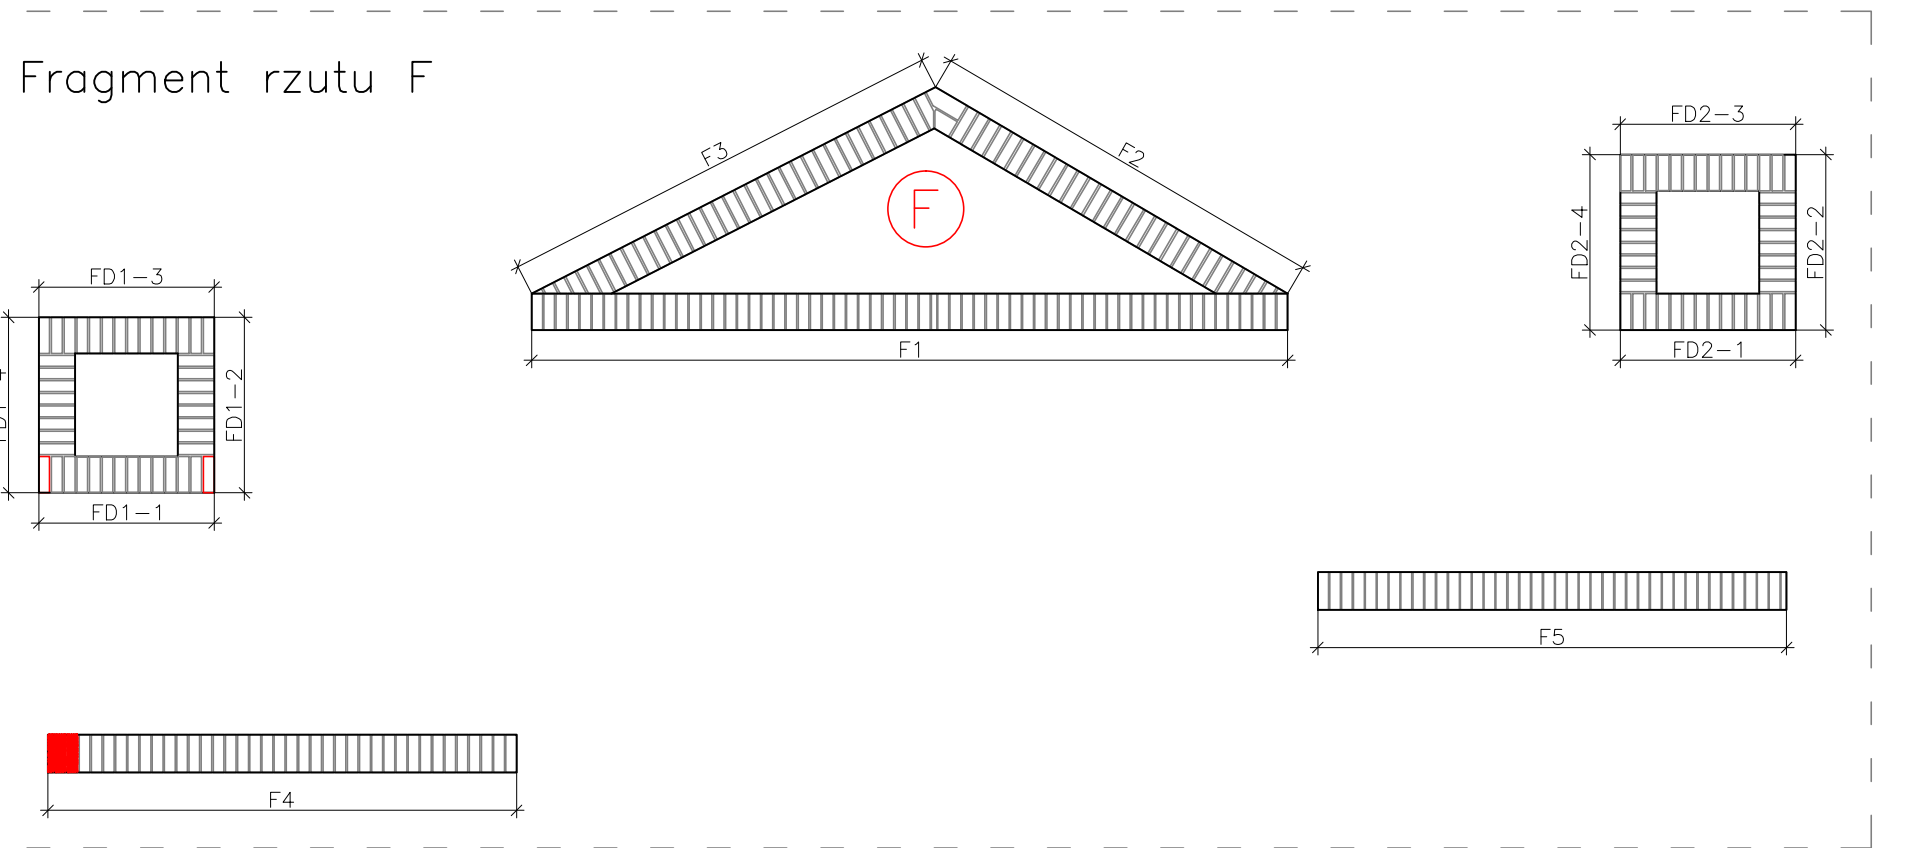 Fragment rzutu F
F3
F2
F
FD2-3
FD2-4
FD2-2
FD2-1
FD1-3
FD1-2
FD1-1
F1
F5
F4